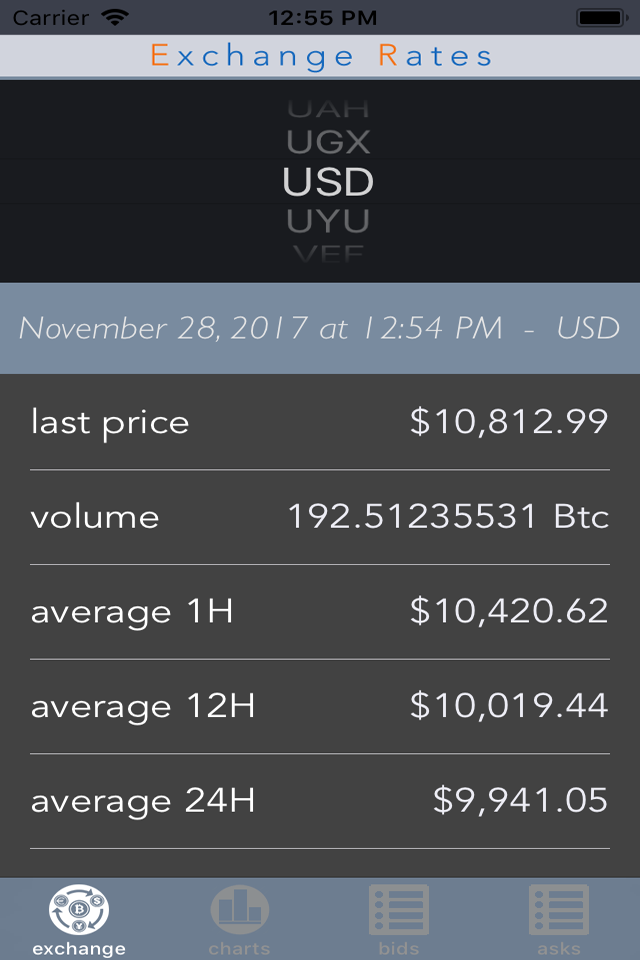 Carrier 12:55 PM
Exchange Rates
UAH
UGX
USD
UYU
VEF
November 28, 2017 at 12:54 PM - USD
last price $10,812.99
volume 192.51235531 Btc
average 1H $10,420.62
average 12H $10,019.44
average 24H $9,941.05
exchange charts bids asks